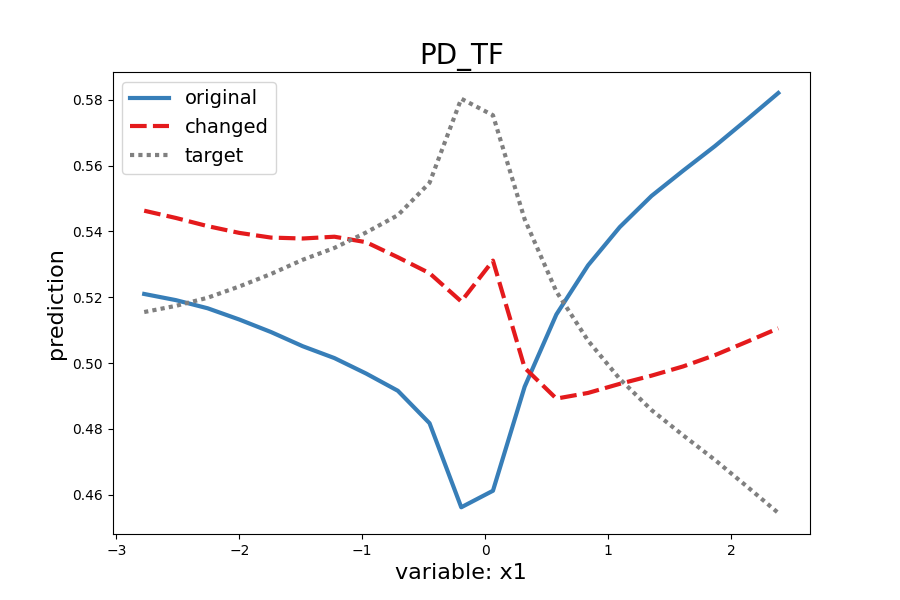 PD_TF
original
changed
target
prediction
0.58
0.56
0.54
0.52
0.50
0.48
0.46
−3
−2
−1
0
1
2
variable: x1